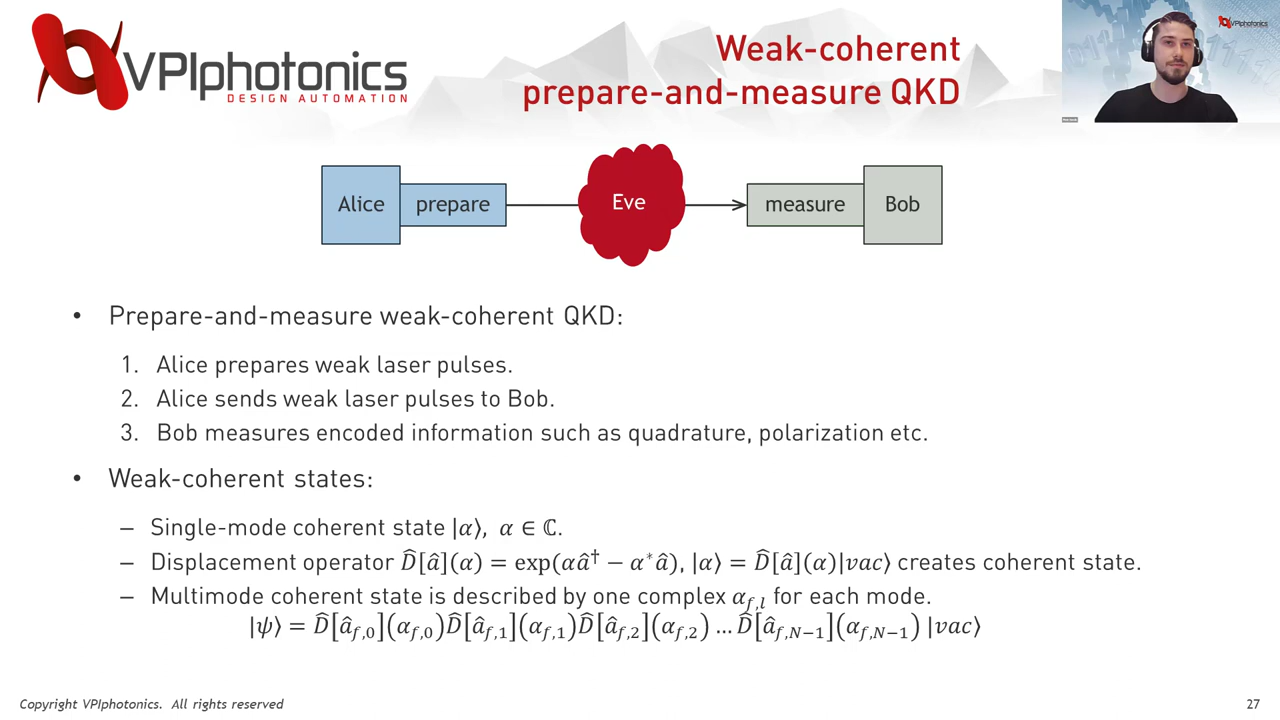 VPIphotonics
DESIGN AUTOMATION
Weak-coherent
prepare-and-measure QKD
VPIphotonics
Alice
prepare
Eve
measure
Bob
• Prepare-and-measure weak-coherent QKD:
1. Alice prepares weak laser pulses.
2. Alice sends weak laser pulses to Bob.
3. Bob measures encoded information such as quadrature, polarization etc.
• Weak-coherent states:
– Single-mode coherent state |α⟩, α ∈ ℂ.
– Displacement operator D̂[â](α) = exp(αâ† − α*â), |α⟩ = D̂[â](α)|vac⟩ creates coherent state.
– Multimode coherent state is described by one complex α_{f,l} for each mode.
|ψ⟩ = D̂[â_{f,0}](α_{f,0})D̂[â_{f,1}](α_{f,1})D̂[â_{f,2}](α_{f,2}) … D̂[â_{f,N−1}](α_{f,N−1}) |vac⟩
Copyright VPIphotonics. All rights reserved
27